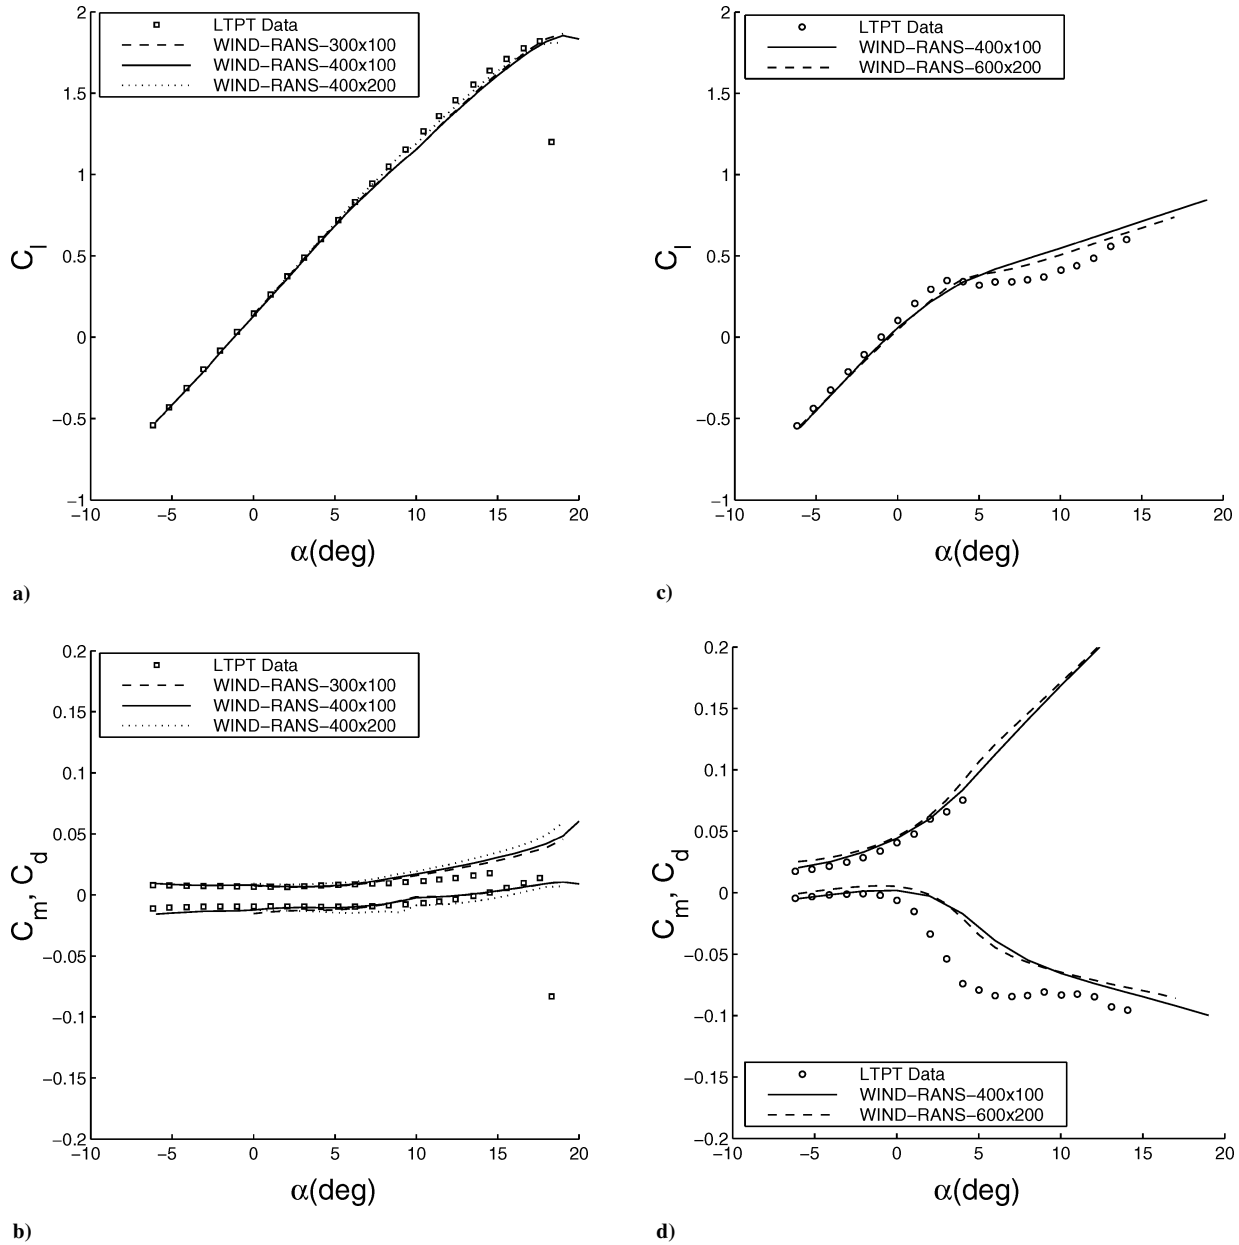 2
1.5
1
0.5
0
−0.5
−1
−10 −5 0 5 10 15 20
C_l
α(deg)
LTPT Data
WIND−RANS−300x100
WIND−RANS−400x100
WIND−RANS−400x200
a)
0.2
0.15
0.1
0.05
0
−0.05
−0.1
−0.15
−0.2
−10 −5 0 5 10 15 20
C_m, C_d
α(deg)
LTPT Data
WIND−RANS−300x100
WIND−RANS−400x100
WIND−RANS−400x200
b)
2
1.5
1
0.5
0
−0.5
−1
−10 −5 0 5 10 15 20
C_l
α(deg)
LTPT Data
WIND−RANS−400x100
WIND−RANS−600x200
c)
0.2
0.15
0.1
0.05
0
−0.05
−0.1
−0.15
−0.2
−10 −5 0 5 10 15 20
C_m, C_d
α(deg)
LTPT Data
WIND−RANS−400x100
WIND−RANS−600x200
d)